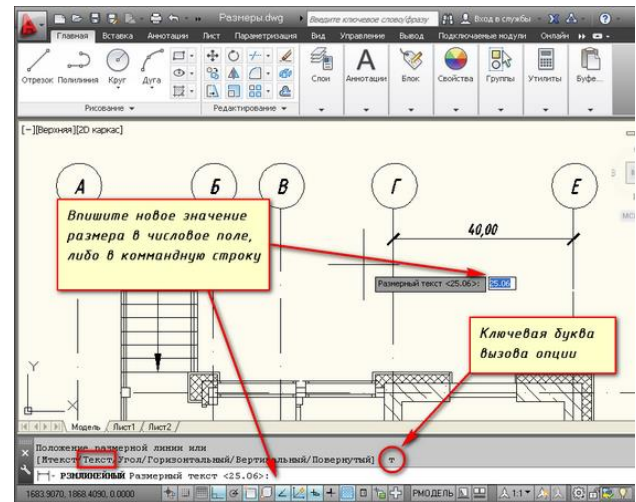 Размеры.dwg
Введите ключевое слово/фразу
Вход в службы
Главная Вставка Аннотации Лист Параметризация Вид Управление Вывод Подключаемые модули Онлайн
Отрезок Полилиния Круг Дуга
Слои Аннотации Блок Свойства Группы Утилиты Буфе...
Рисование Редактирование
[–][Верхняя][2D каркас]
А Б В Г Е
Впишите новое значение
размера в числовое поле,
либо в коммандную строку
40,00
Размерный текст <25.06>: 25.06
Ключевая буква
вызова опции
Y
X
Модель Лист1 Лист2
Положение размерной линии или
[Мтекст/Текст/Угол/Горизонтальный/Вертикальный/Повернутый]: т
РЗМЛИНЕЙНЫЙ Размерный текст <25.06>:
1683.9070, 1868.4090, 0.0000
РМОДЕЛЬ
1:1